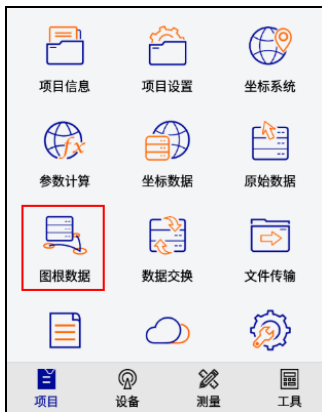 项目信息 项目设置 坐标系统
fx
参数计算 坐标数据 原始数据
图根数据 数据交换 文件传输
项目 设备 测量 工具